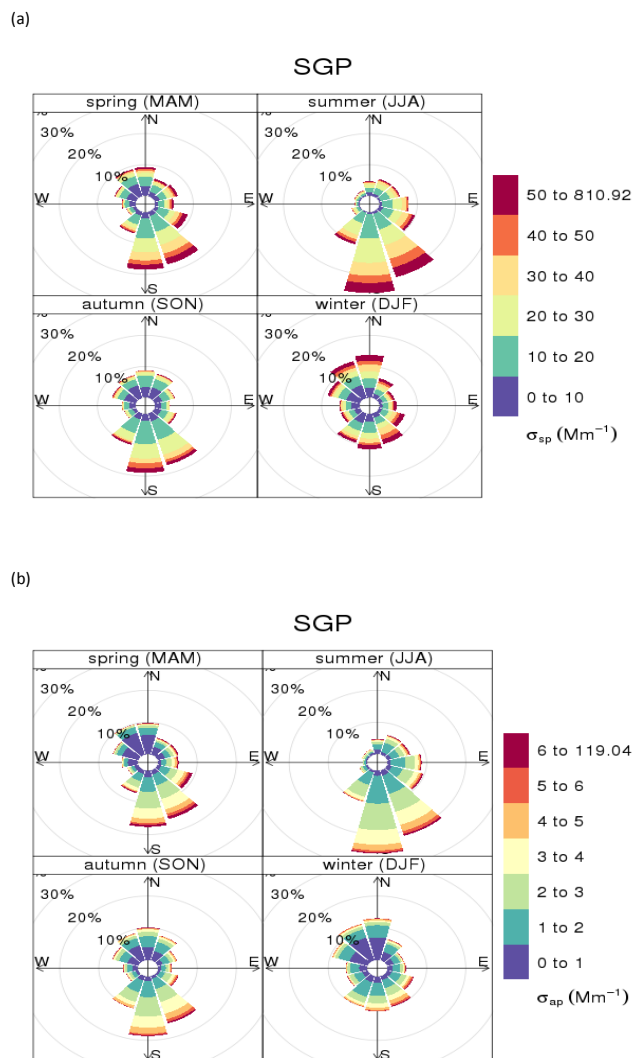 (a)
SGP
spring (MAM)
summer (JJA)
N
30%
20%
10%
W
E
S
N
30%
20%
10%
W
E
S
autumn (SON)
winter (DJF)
N
30%
20%
10%
W
E
S
N
30%
20%
10%
W
E
S
50 to 810.92
40 to 50
30 to 40
20 to 30
10 to 20
0 to 10
σsp (Mm⁻¹)
(b)
SGP
spring (MAM)
summer (JJA)
N
30%
20%
10%
W
E
S
N
30%
20%
10%
W
E
S
autumn (SON)
winter (DJF)
N
30%
20%
10%
W
E
S
N
30%
20%
10%
W
E
S
6 to 119.04
5 to 6
4 to 5
3 to 4
2 to 3
1 to 2
0 to 1
σap (Mm⁻¹)